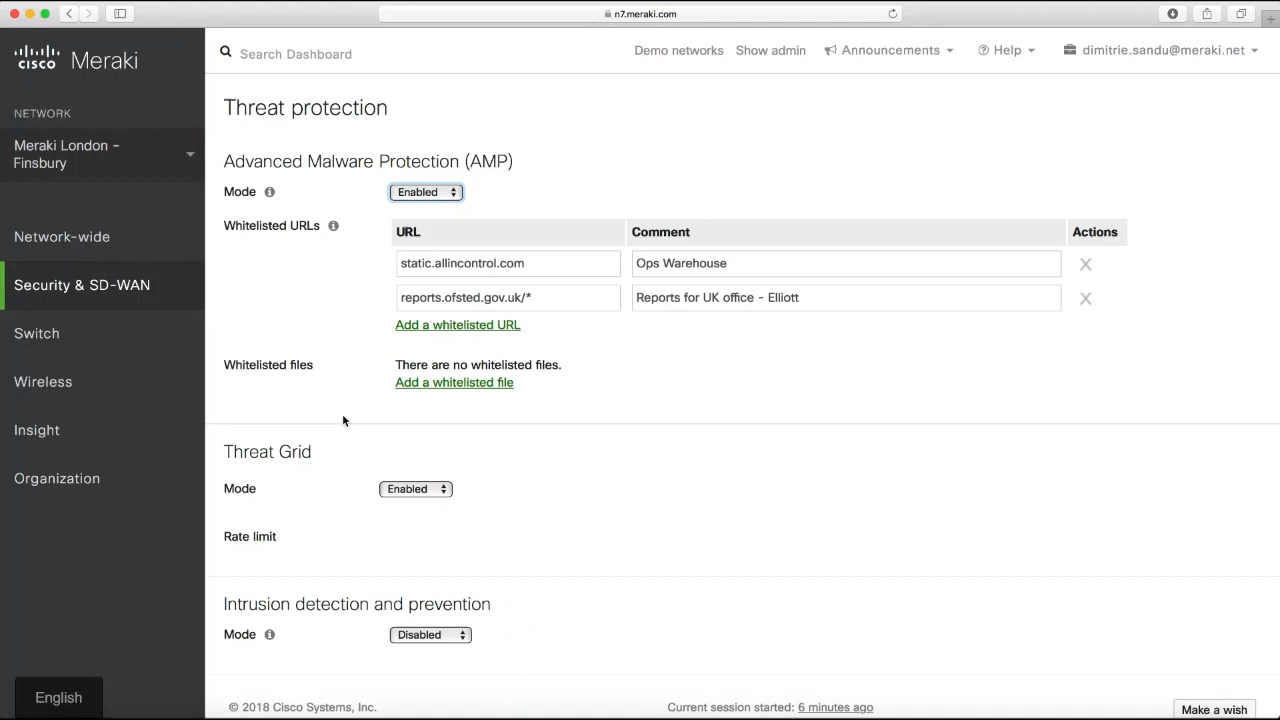 n7.meraki.com
cisco Meraki
Search Dashboard
Demo networks Show admin Announcements Help dimitrie.sandu@meraki.net
NETWORK
Meraki London -
Finsbury
Network-wide
Security & SD-WAN
Switch
Wireless
Insight
Organization
English
Threat protection
Advanced Malware Protection (AMP)
Mode Enabled
Whitelisted URLs
URL Comment Actions
static.allincontrol.com Ops Warehouse
reports.ofsted.gov.uk/* Reports for UK office - Elliott
Add a whitelisted URL
Whitelisted files There are no whitelisted files.
Add a whitelisted file
Threat Grid
Mode Enabled
Rate limit
Intrusion detection and prevention
Mode Disabled
© 2018 Cisco Systems, Inc. Current session started: 6 minutes ago Make a wish